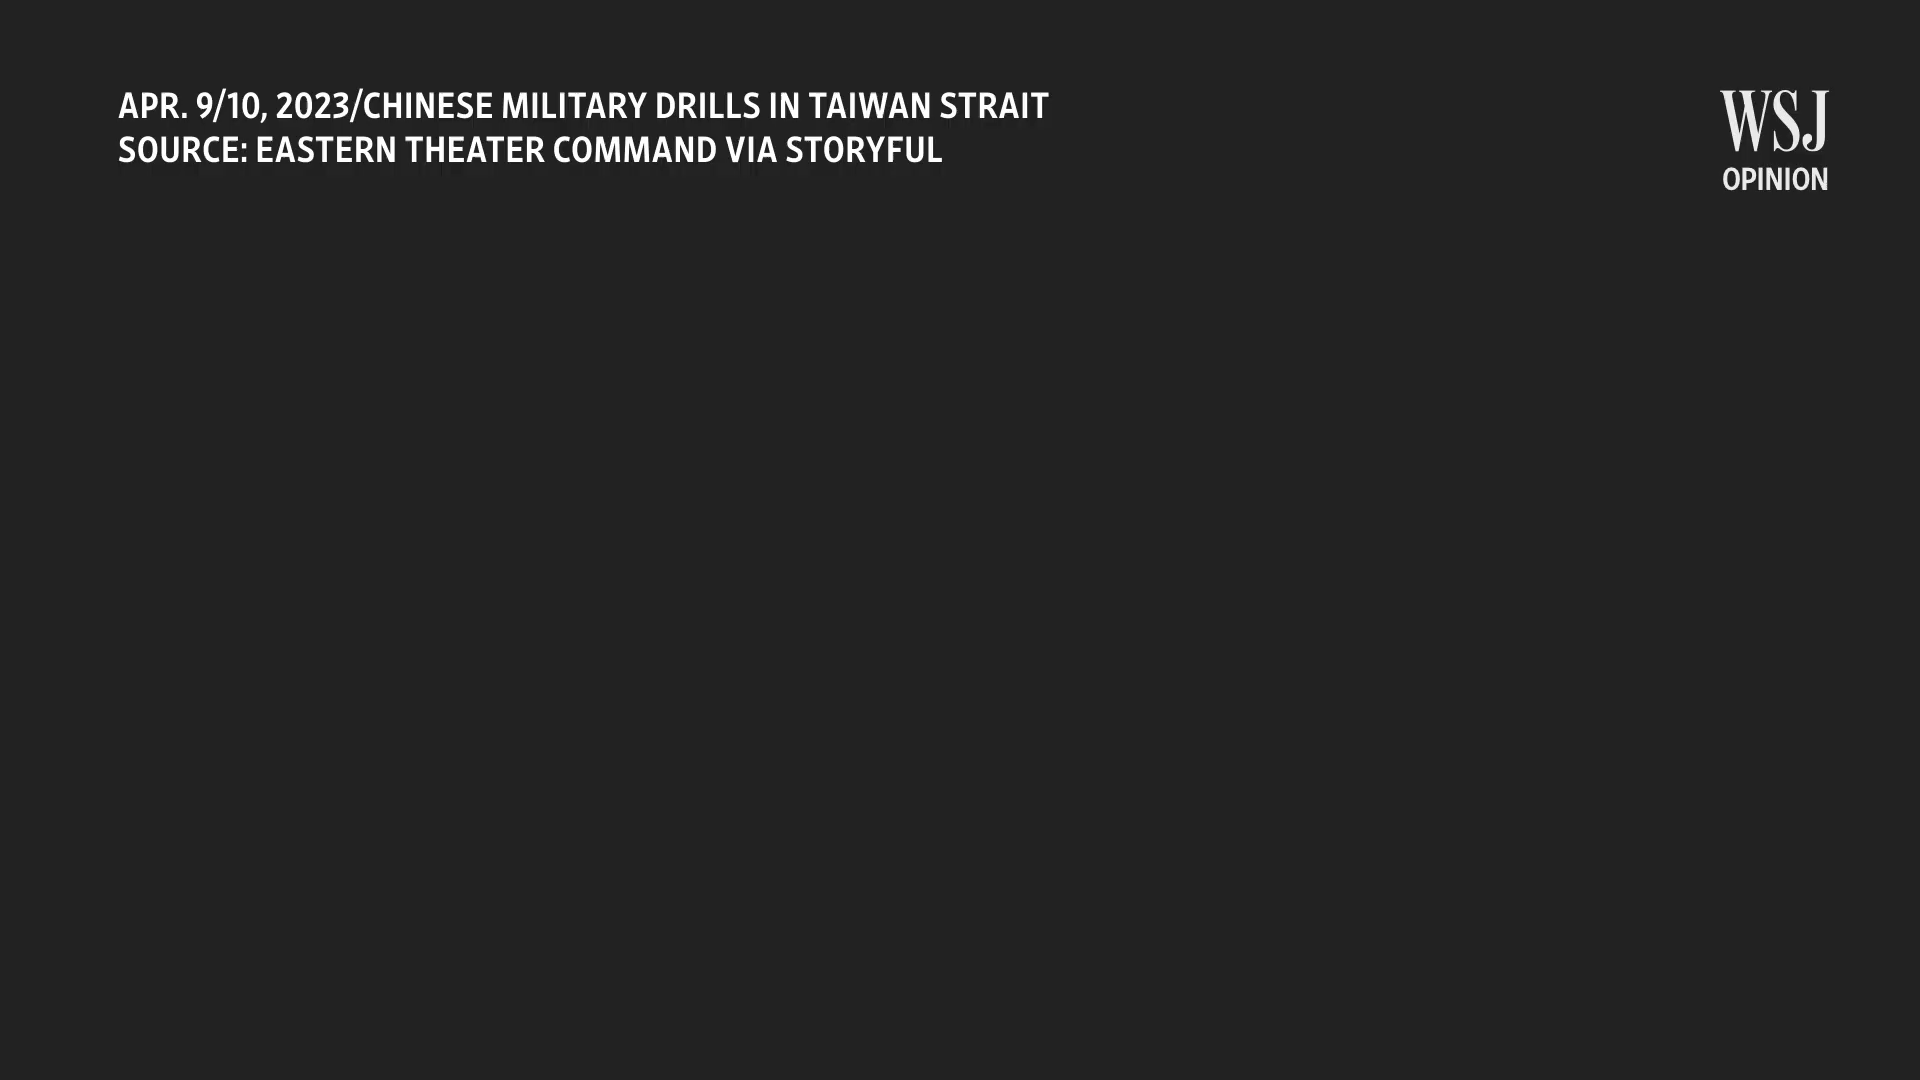 APR. 9/10, 2023/CHINESE MILITARY DRILLS IN TAIWAN STRAIT
SOURCE: EASTERN THEATER COMMAND VIA STORYFUL
WSJ
OPINION